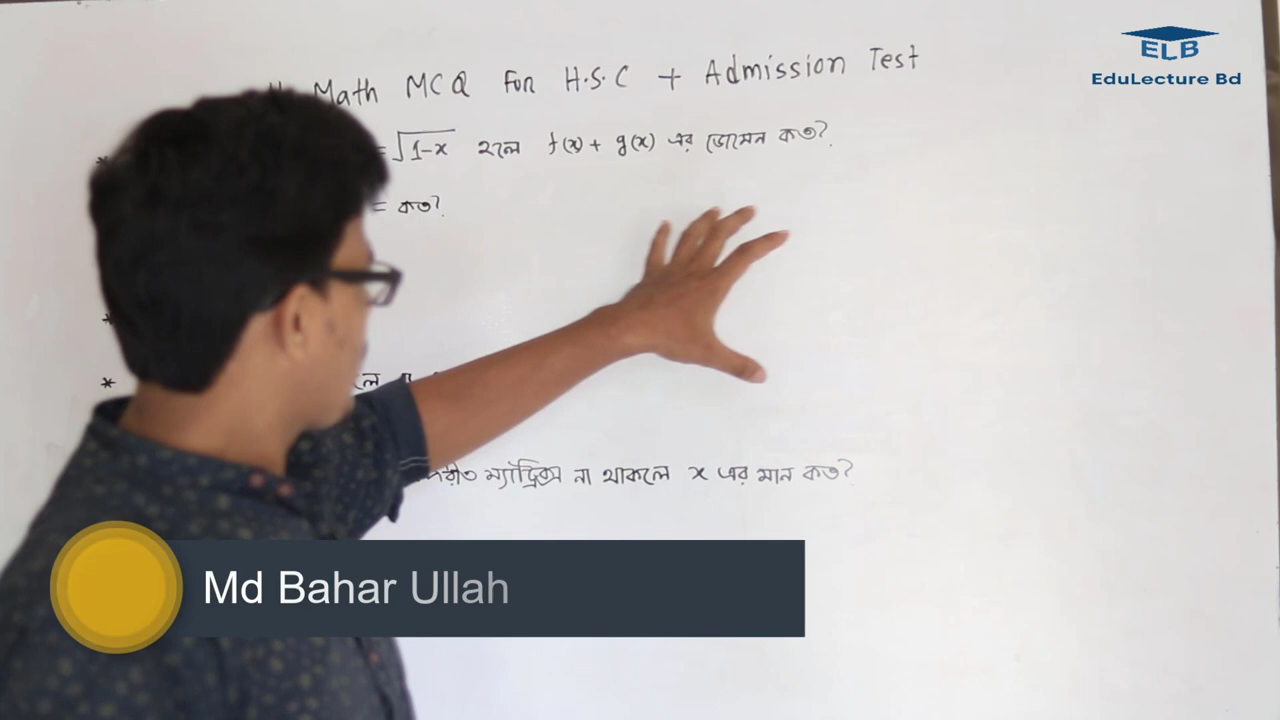 Math MCQ For H.S.C + Admission Test
ELB
EduLecture Bd
* = √1-x হলে f(x) + g(x) এর ডোমেন কত?
= কত?
*
* লে
ম্যাট্রিক্স না থাকলে x এর মান কত?
Md Bahar Ullah